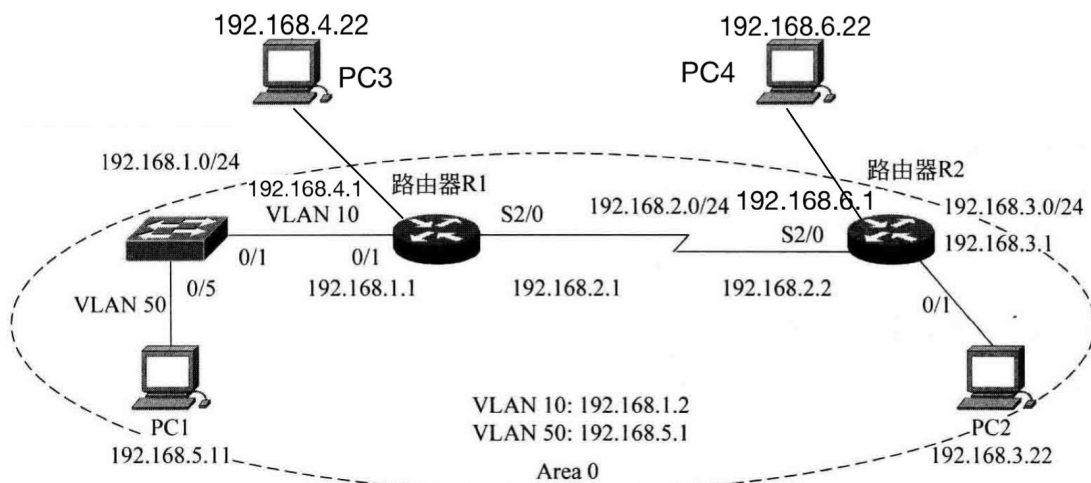 192.168.4.22
192.168.6.22
PC3
PC4
192.168.1.0/24
192.168.4.1
路由器R1
路由器R2
VLAN 10
S2/0
192.168.2.0/24
192.168.6.1
192.168.3.0/24
S2/0
192.168.3.1
0/1
0/1
0/5
192.168.1.1
192.168.2.1
192.168.2.2
0/1
VLAN 50
PC1
192.168.5.11
VLAN 10: 192.168.1.2
VLAN 50: 192.168.5.1
PC2
192.168.3.22
Area 0